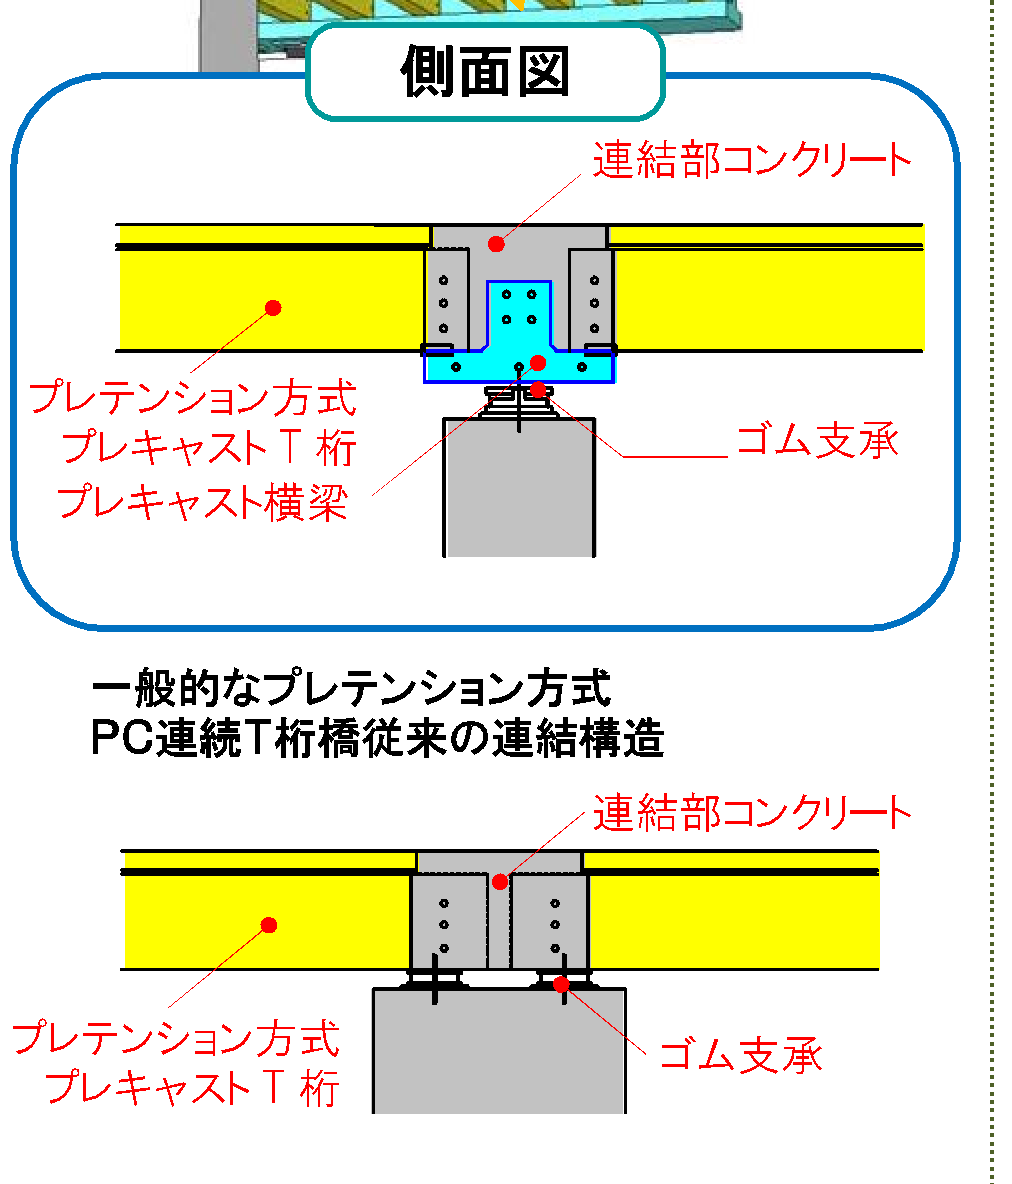 側面図
連結部コンクリート
プレテンション方式
プレキャストT桁
ゴム支承
プレキャスト横梁
一般的なプレテンション方式
PC連続T桁橋従来の連結構造
連結部コンクリート
プレテンション方式
プレキャストT桁
ゴム支承